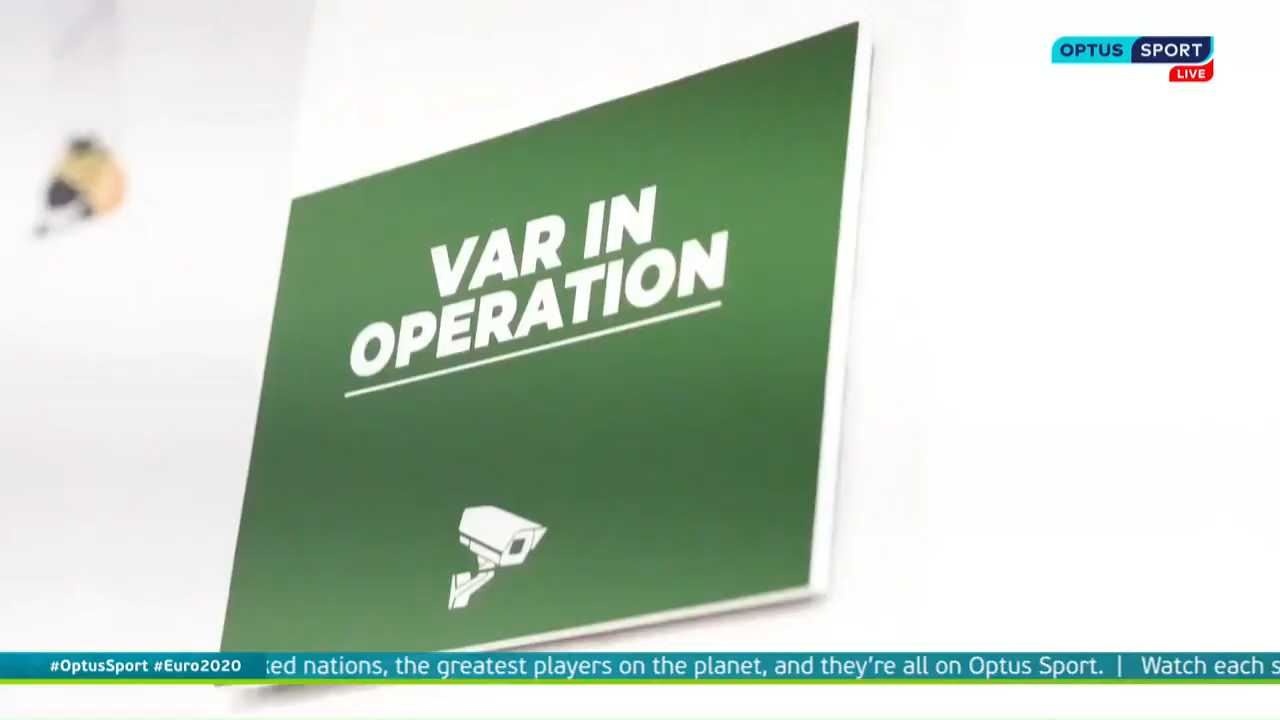 OPTUS SPORT
LIVE
VAR IN
OPERATION
#OptusSport #Euro2020
nations, the greatest players on the planet, and they're all on Optus Sport. | Watch each